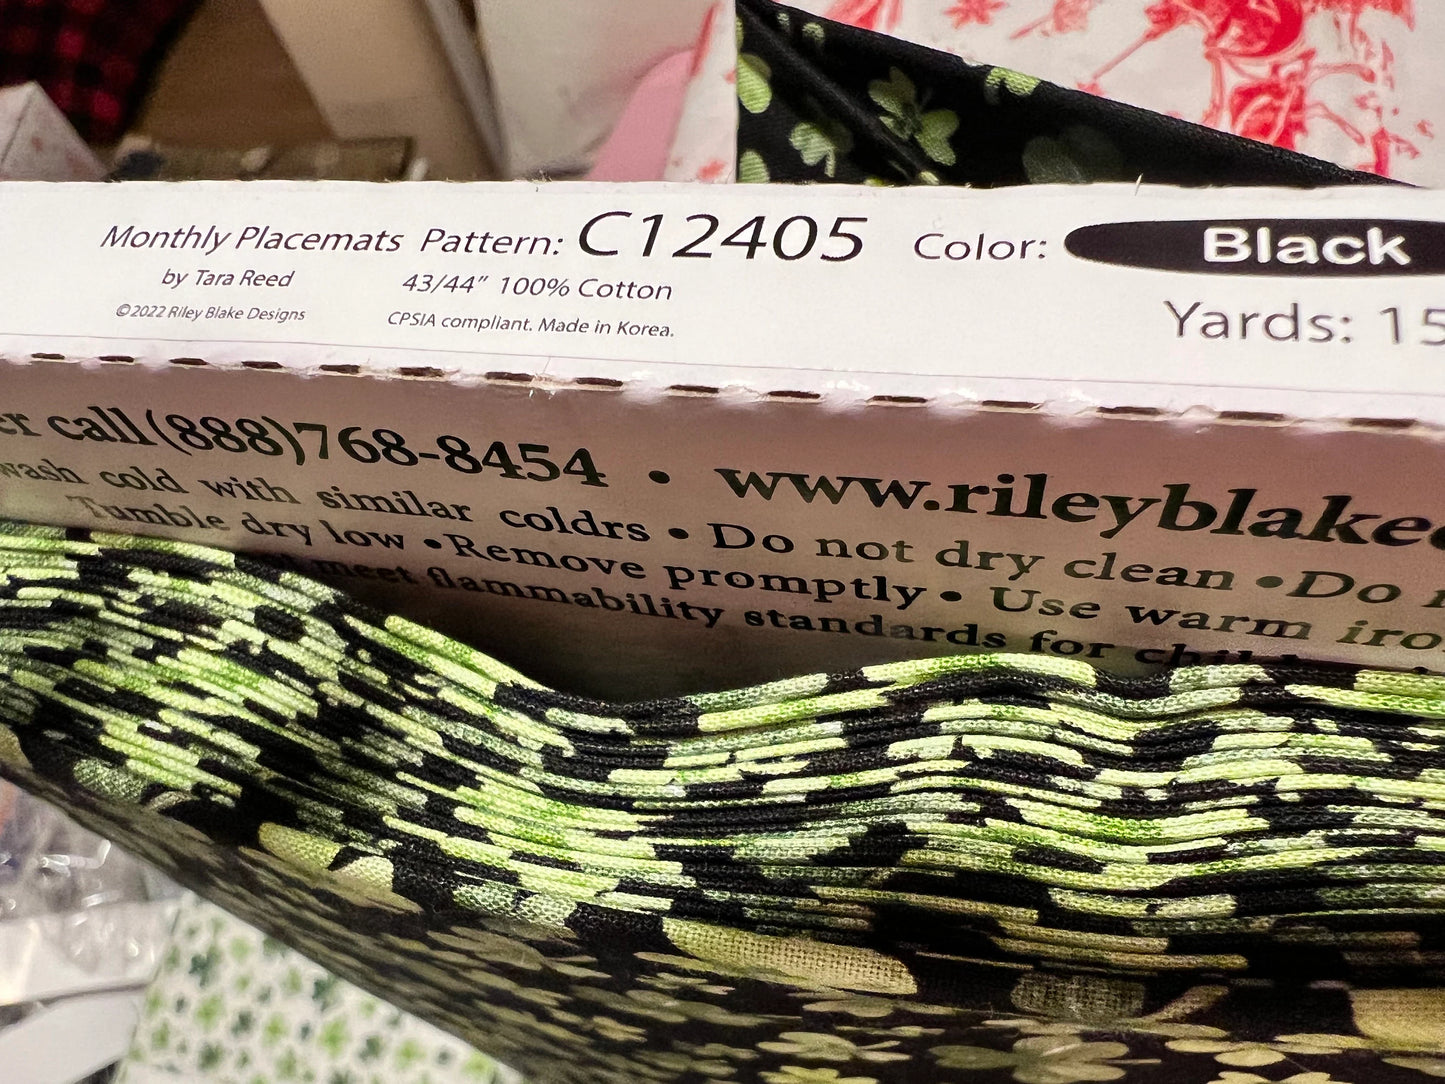 Monthly Placemats Pattern: C12405 Color: Black
by Tara Reed 43/44” 100% Cotton
©2022 Riley Blake Designs CPSIA compliant. Made in Korea.
Yards: 15
er call (888)768-8454 • www.rileyblake
wash cold with similar coldrs • Do not dry clean • Do
Tumble dry low • Remove promptly • Use warm iro
meet flammability standards for